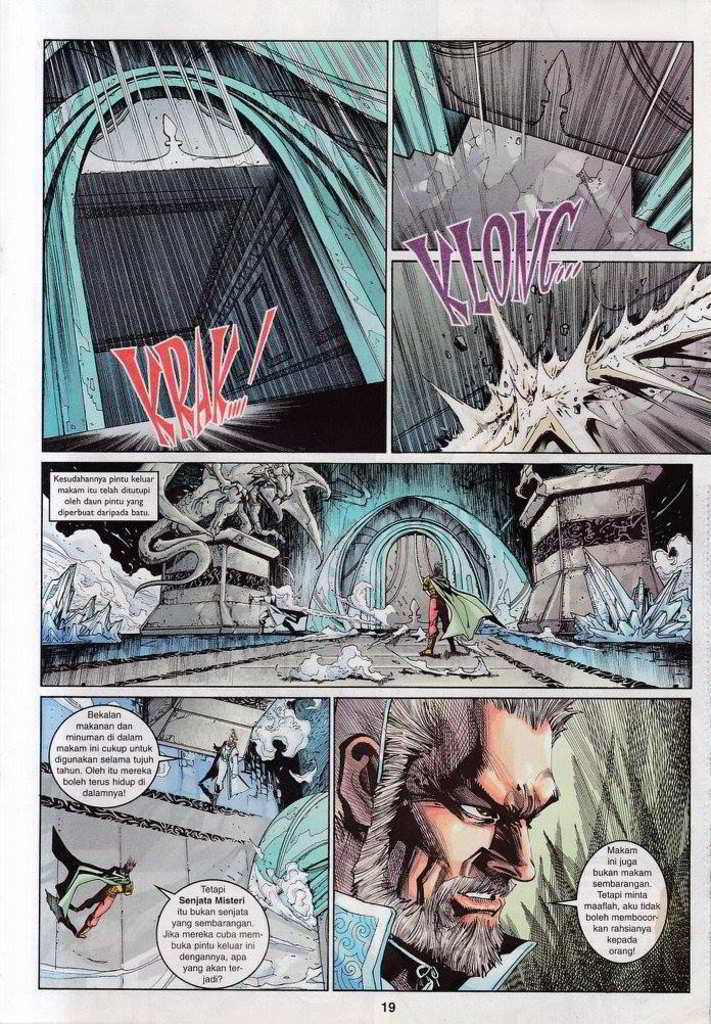 KRAK.../
KLONG...
Kesudahannya pintu keluar
makam itu telah ditutupi
oleh daun pintu yang
diperbuat daripada batu.
Bekalan
makanan dan
minuman di dalam
makam ini cukup untuk
digunakan selama tujuh
tahun. Oleh itu mereka
boleh terus hidup di
dalamnya!
Tetapi
Senjata Misteri
itu bukan senjata
yang sembarangan.
Jika mereka cuba mem-
buka pintu keluar ini
dengannya, apa
yang akan ter-
jadi?
Makam
ini juga
bukan makam
sembarangan.
Tetapi minta
maaflah, aku tidak
boleh membocor-
kan rahsianya
kepada
orang!
19